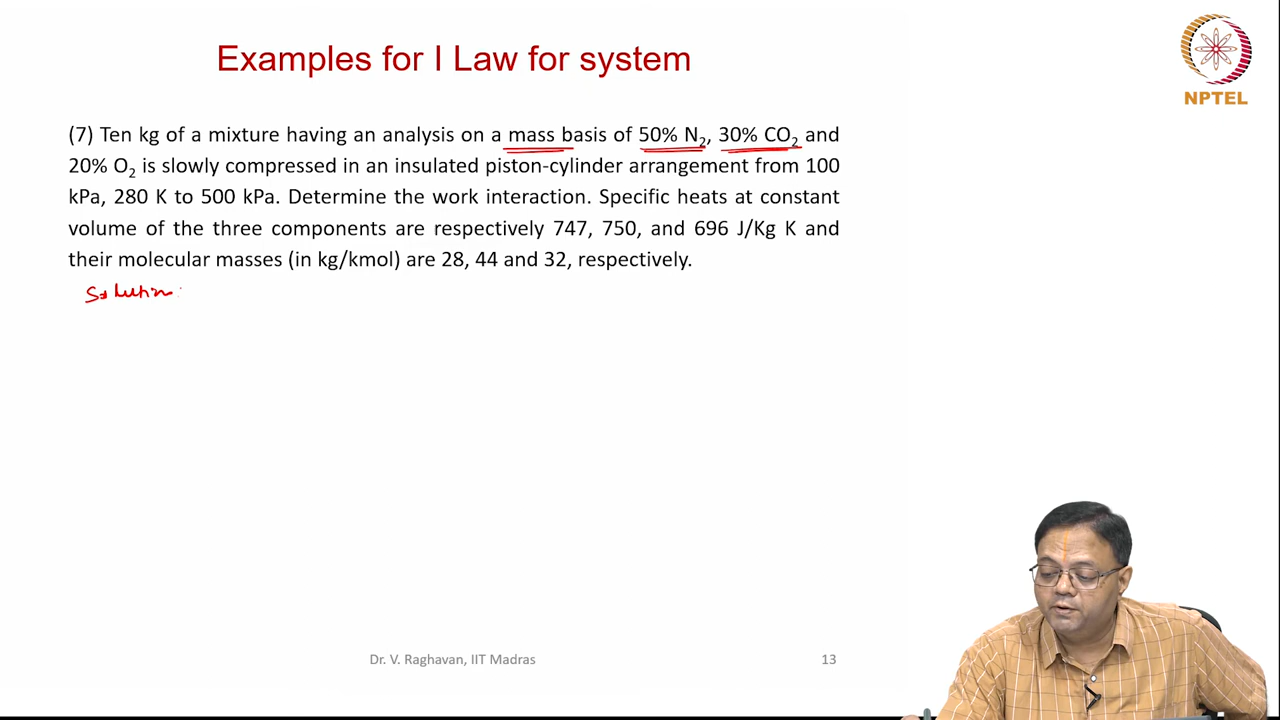 Examples for I Law for system
NPTEL
(7) Ten kg of a mixture having an analysis on a mass basis of 50% N₂, 30% CO₂ and
20% O₂ is slowly compressed in an insulated piston-cylinder arrangement from 100
kPa, 280 K to 500 kPa. Determine the work interaction. Specific heats at constant
volume of the three components are respectively 747, 750, and 696 J/Kg K and
their molecular masses (in kg/kmol) are 28, 44 and 32, respectively.
Solution
Dr. V. Raghavan, IIT Madras
13